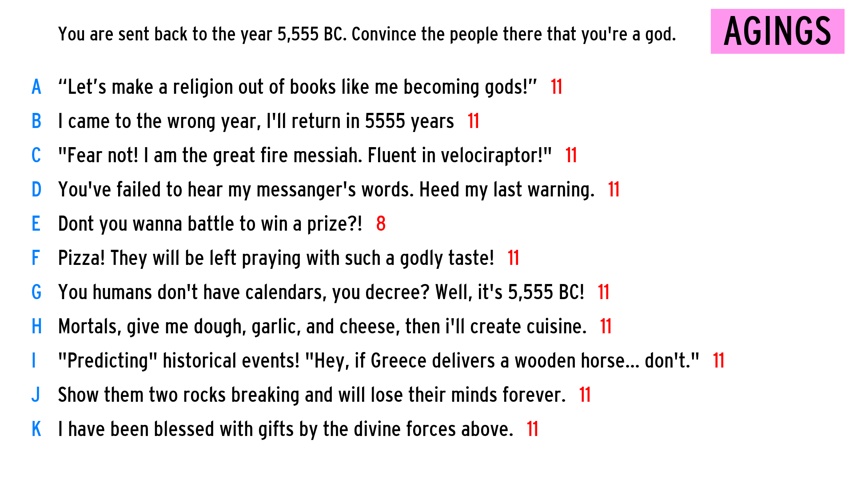 You are sent back to the year 5,555 BC. Convince the people there that you're a god.
AGINGS
A “Let’s make a religion out of books like me becoming gods!” 11
B I came to the wrong year, I'll return in 5555 years 11
C "Fear not! I am the great fire messiah. Fluent in velociraptor!" 11
D You've failed to hear my messanger's words. Heed my last warning. 11
E Dont you wanna battle to win a prize?! 8
F Pizza! They will be left praying with such a godly taste! 11
G You humans don't have calendars, you decree? Well, it's 5,555 BC! 11
H Mortals, give me dough, garlic, and cheese, then i'll create cuisine. 11
I "Predicting" historical events! "Hey, if Greece delivers a wooden horse... don't." 11
J Show them two rocks breaking and will lose their minds forever. 11
K I have been blessed with gifts by the divine forces above. 11